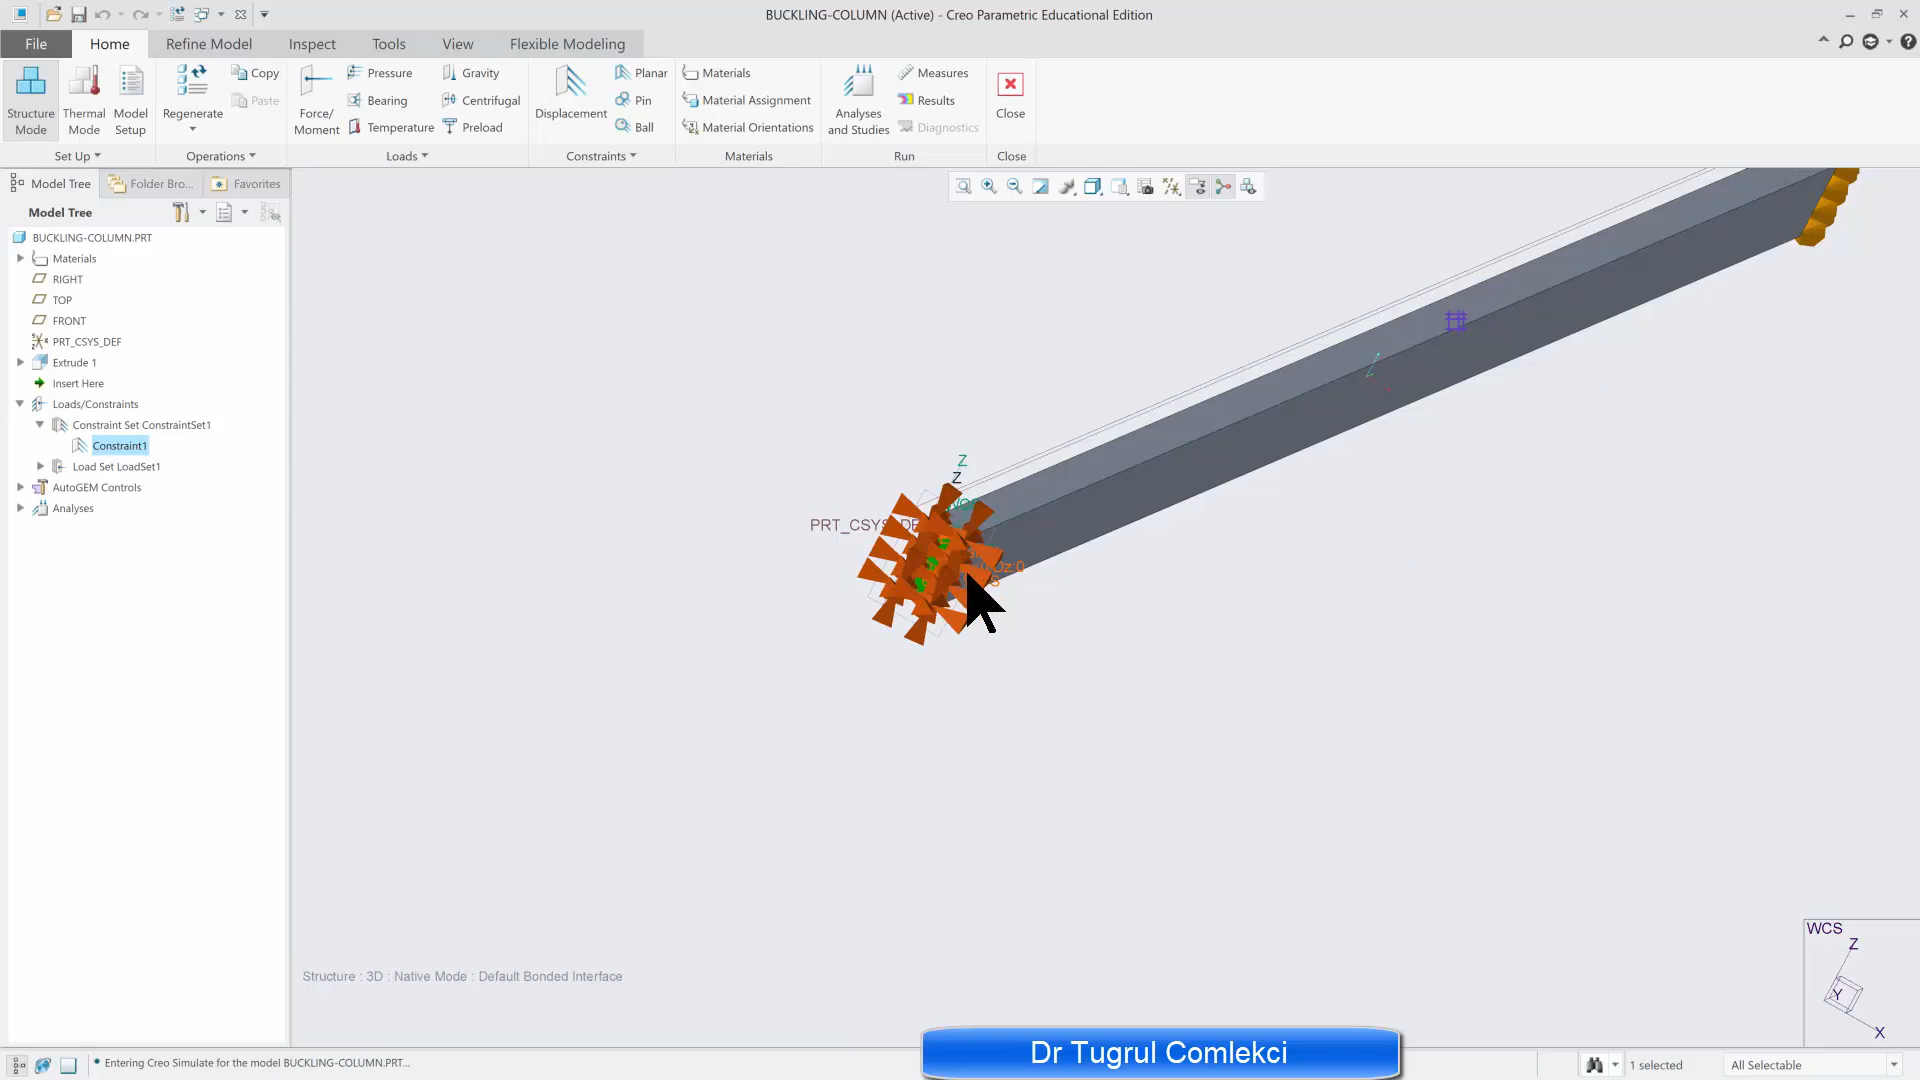 BUCKLING-COLUMN (Active) - Creo Parametric Educational Edition
File Home Refine Model Inspect Tools View Flexible Modeling
Structure Mode
Thermal Mode
Model Setup
Set Up
Regenerate
Copy
Paste
Operations
Force/ Moment
Pressure
Bearing
Temperature
Gravity
Centrifugal
Preload
Loads
Displacement
Planar
Pin
Ball
Constraints
Materials
Material Assignment
Material Orientations
Materials
Analyses and Studies
Measures
Results
Diagnostics
Run
Close
Close
Model Tree Folder Bro... Favorites
Model Tree
BUCKLING-COLUMN.PRT
Materials
RIGHT
TOP
FRONT
PRT_CSYS_DEF
Extrude 1
Insert Here
Loads/Constraints
Constraint Set ConstraintSet1
Constraint1
Load Set LoadSet1
AutoGEM Controls
Analyses
Z
Z
PRT_CSYS_DE
Dz:0
WCS
Z
Y
X
Structure : 3D : Native Mode : Default Bonded Interface
Dr Tugrul Comlekci
Entering Creo Simulate for the model BUCKLING-COLUMN.PRT...
1 selected
All Selectable